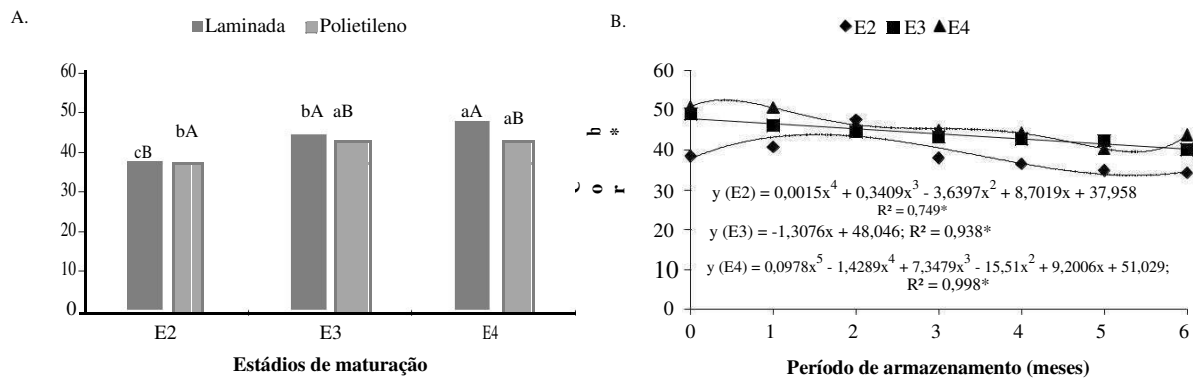 A.
Laminada Polietileno
60
50
40
30
20
10
0
cB
bA
bA
aB
aA
aB
E2 E3 E4
Estádios de maturação
B.
E2 E3 E4
Cor b*
60
50
40
30
20
10
0
y (E2) = 0,0015x⁴ + 0,3409x³ - 3,6397x² + 8,7019x + 37,958
R² = 0,749*
y (E3) = -1,3076x + 48,046; R² = 0,938*
y (E4) = 0,0978x⁵ - 1,4289x⁴ + 7,3479x³ - 15,51x² + 9,2006x + 51,029;
R² = 0,998*
0 1 2 3 4 5 6
Período de armazenamento (meses)